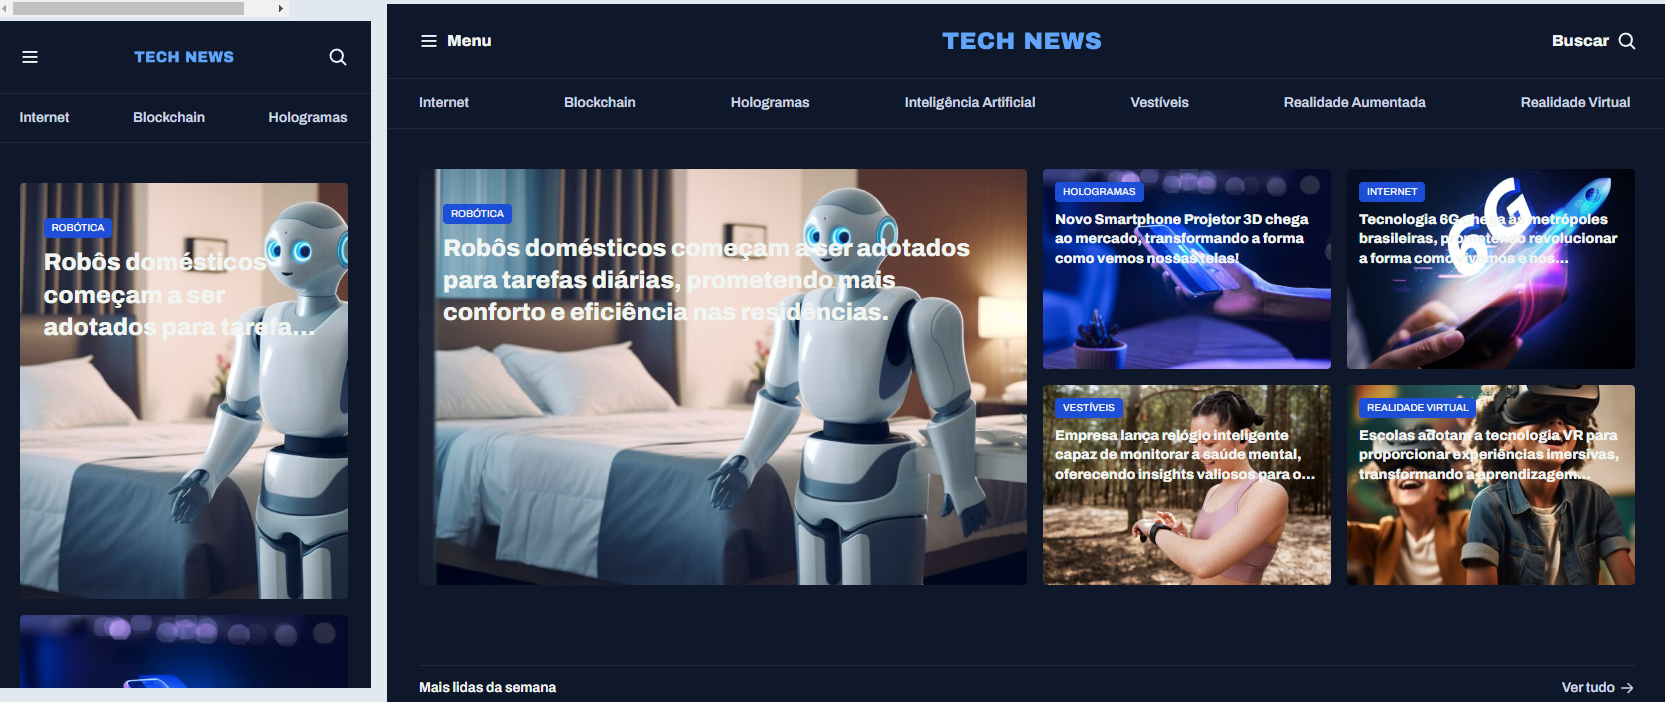 TECH NEWS
Internet Blockchain Hologramas
ROBÓTICA
Robôs domésticos
começam a ser
adotados para tarefa...
Menu TECH NEWS Buscar
Internet Blockchain Hologramas Inteligência Artificial Vestíveis Realidade Aumentada Realidade Virtual
ROBÓTICA
Robôs domésticos começam a ser adotados
para tarefas diárias, prometendo mais
conforto e eficiência nas residências.
HOLOGRAMAS
Novo Smartphone Projetor 3D chega
ao mercado, transformando a forma
como vemos nossas telas!
INTERNET
Tecnologia 6G chega às metrópoles
brasileiras, prometendo revolucionar
a forma como vivemos e nos...
6G
VESTÍVEIS
Empresa lança relógio inteligente
capaz de monitorar a saúde mental,
oferecendo insights valiosos para o...
REALIDADE VIRTUAL
Escolas adotam a tecnologia VR para
proporcionar experiências imersivas,
transformando a aprendizagem...
Mais lidas da semana Ver tudo